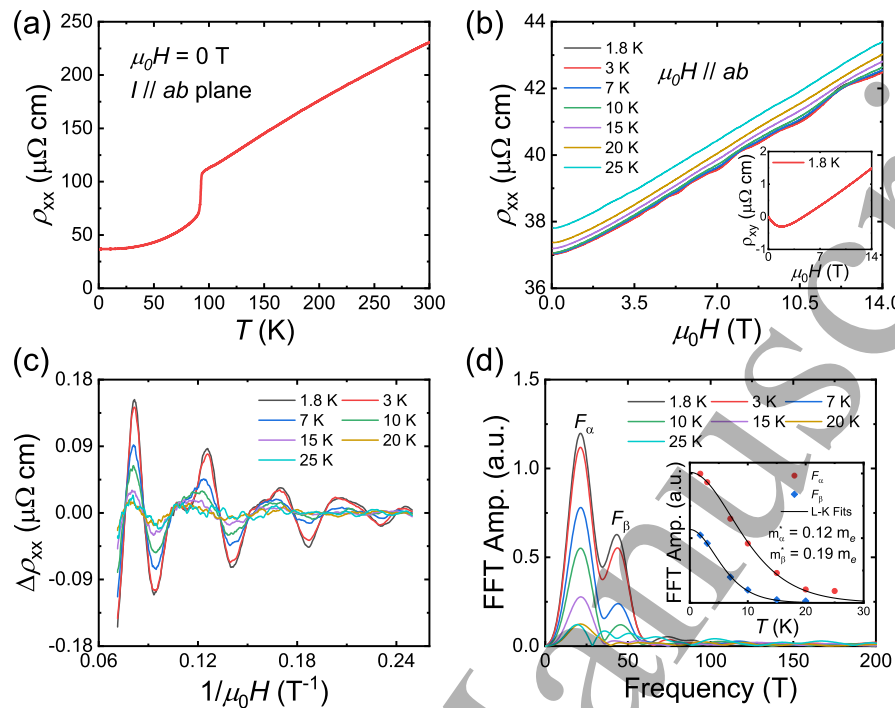 (a)
250
200
150
100
50
0
ρxx (μΩ cm)
μ0H = 0 T
I // ab plane
0 50 100 150 200 250 300
T (K)
(b)
44
42
40
38
36
ρxx (μΩ cm)
1.8 K
3 K
7 K
10 K
15 K
20 K
25 K
μ0H // ab
2
1
0
-1
ρxy (μΩ cm)
1.8 K
0 7 14
μ0H (T)
0.0 3.5 7.0 10.5 14.0
μ0H (T)
(c)
0.18
0.09
0.00
-0.09
-0.18
Δρxx (μΩ cm)
1.8 K 3 K
7 K 10 K
15 K 20 K
25 K
0.06 0.12 0.18 0.24
1/μ0H (T-1)
(d)
1.5
1.0
0.5
0.0
FFT Amp. (a.u.)
1.8 K 3 K 7 K
10 K 15 K 20 K
25 K
Fα
Fβ
FFT Amp. (a.u.)
Fα
Fβ
L-K Fits
m*α = 0.12 me
m*β = 0.19 me
0 10 20 30
T (K)
0 50 100 150 200
Frequency (T)